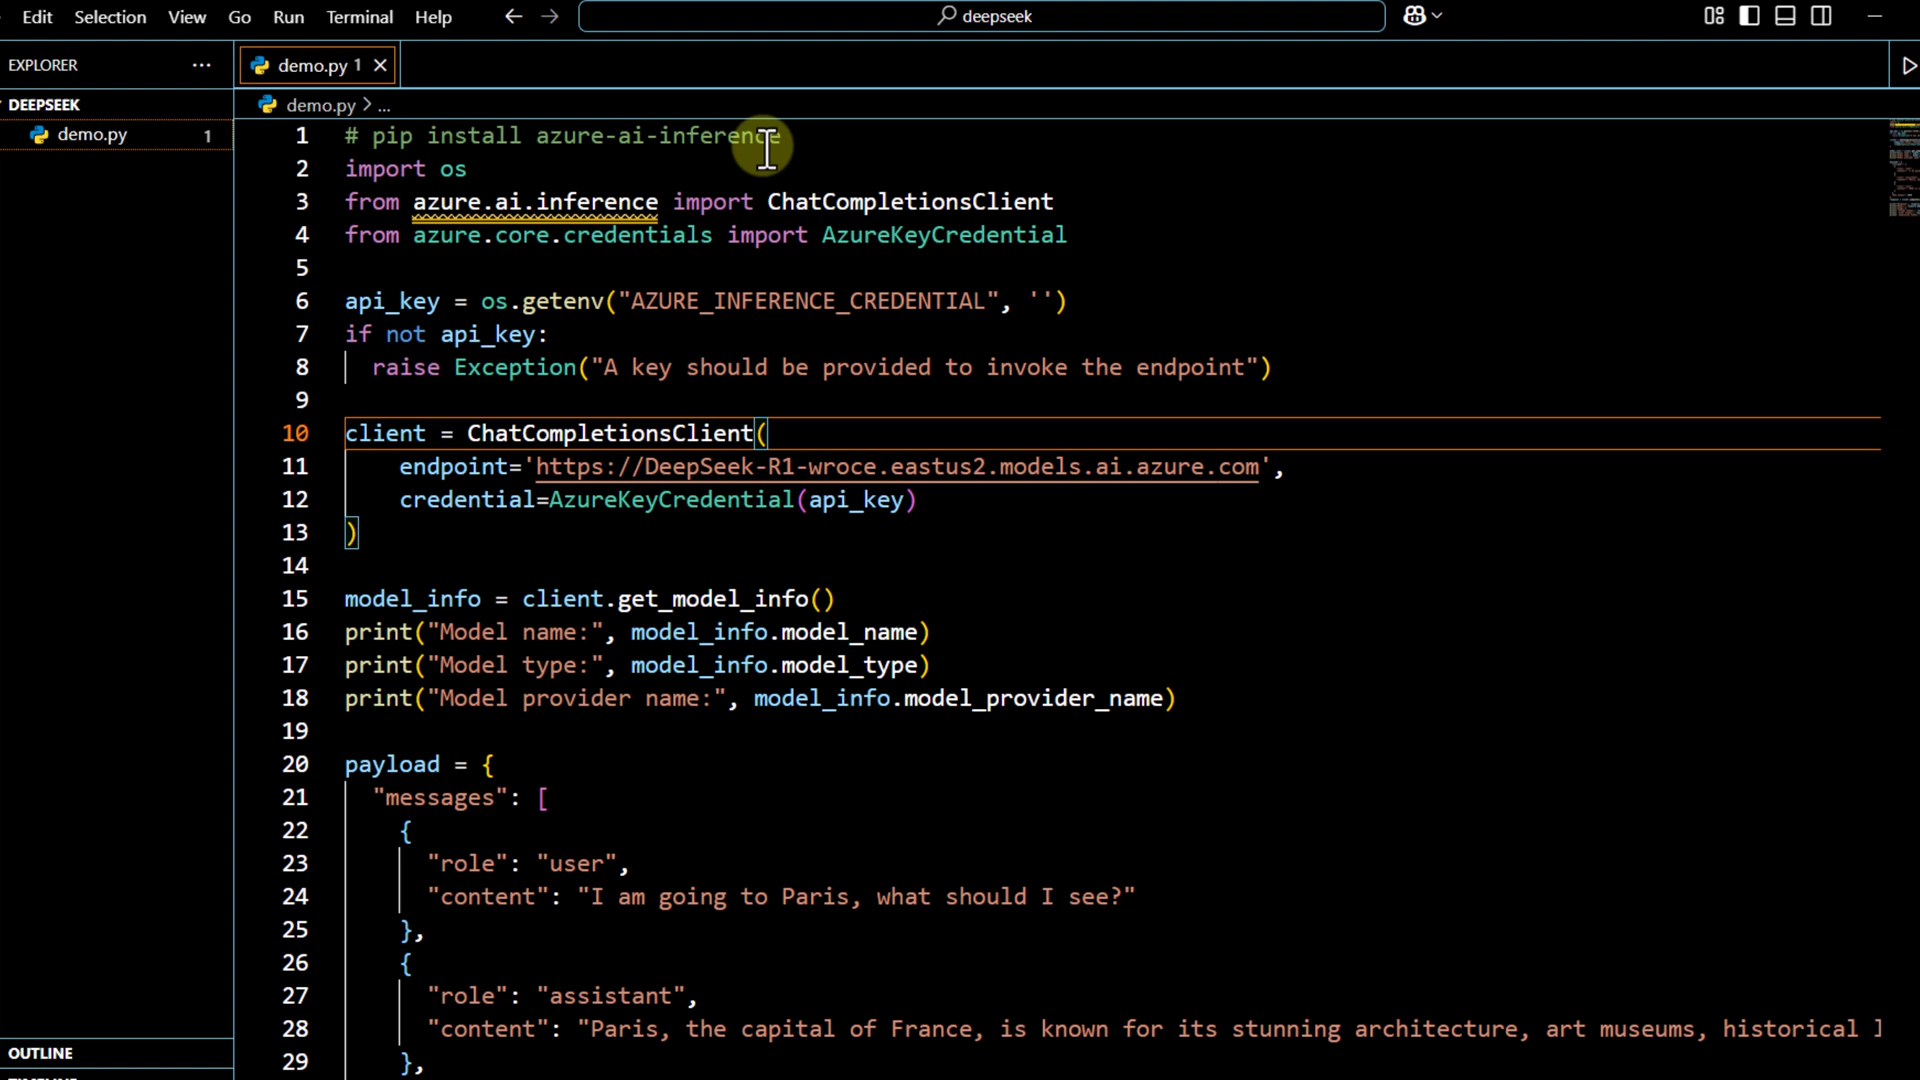 Edit Selection View Go Run Terminal Help deepseek
EXPLORER ... demo.py 1
DEEPSEEK demo.py > ...
demo.py 1
1 # pip install azure-ai-inference
2 import os
3 from azure.ai.inference import ChatCompletionsClient
4 from azure.core.credentials import AzureKeyCredential
5
6 api_key = os.getenv("AZURE_INFERENCE_CREDENTIAL", '')
7 if not api_key:
8 raise Exception("A key should be provided to invoke the endpoint")
9
10 client = ChatCompletionsClient(
11 endpoint='https://DeepSeek-R1-wroce.eastus2.models.ai.azure.com',
12 credential=AzureKeyCredential(api_key)
13 )
14
15 model_info = client.get_model_info()
16 print("Model name:", model_info.model_name)
17 print("Model type:", model_info.model_type)
18 print("Model provider name:", model_info.model_provider_name)
19
20 payload = {
21 "messages": [
22 {
23 "role": "user",
24 "content": "I am going to Paris, what should I see?"
25 },
26 {
27 "role": "assistant",
28 "content": "Paris, the capital of France, is known for its stunning architecture, art museums, historical
29 },
OUTLINE